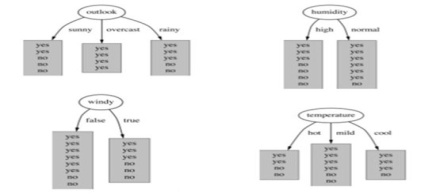 outlook
sunny
overcast
rainy
yes
yes
no
no
no
yes
yes
yes
yes
yes
yes
yes
no
no
humidity
high
normal
yes
yes
yes
no
no
no
no
yes
yes
yes
yes
yes
yes
no
windy
false
true
yes
yes
yes
yes
yes
yes
no
no
yes
yes
yes
no
no
no
temperature
hot
mild
cool
yes
yes
no
no
yes
yes
yes
yes
no
no
yes
yes
yes
no